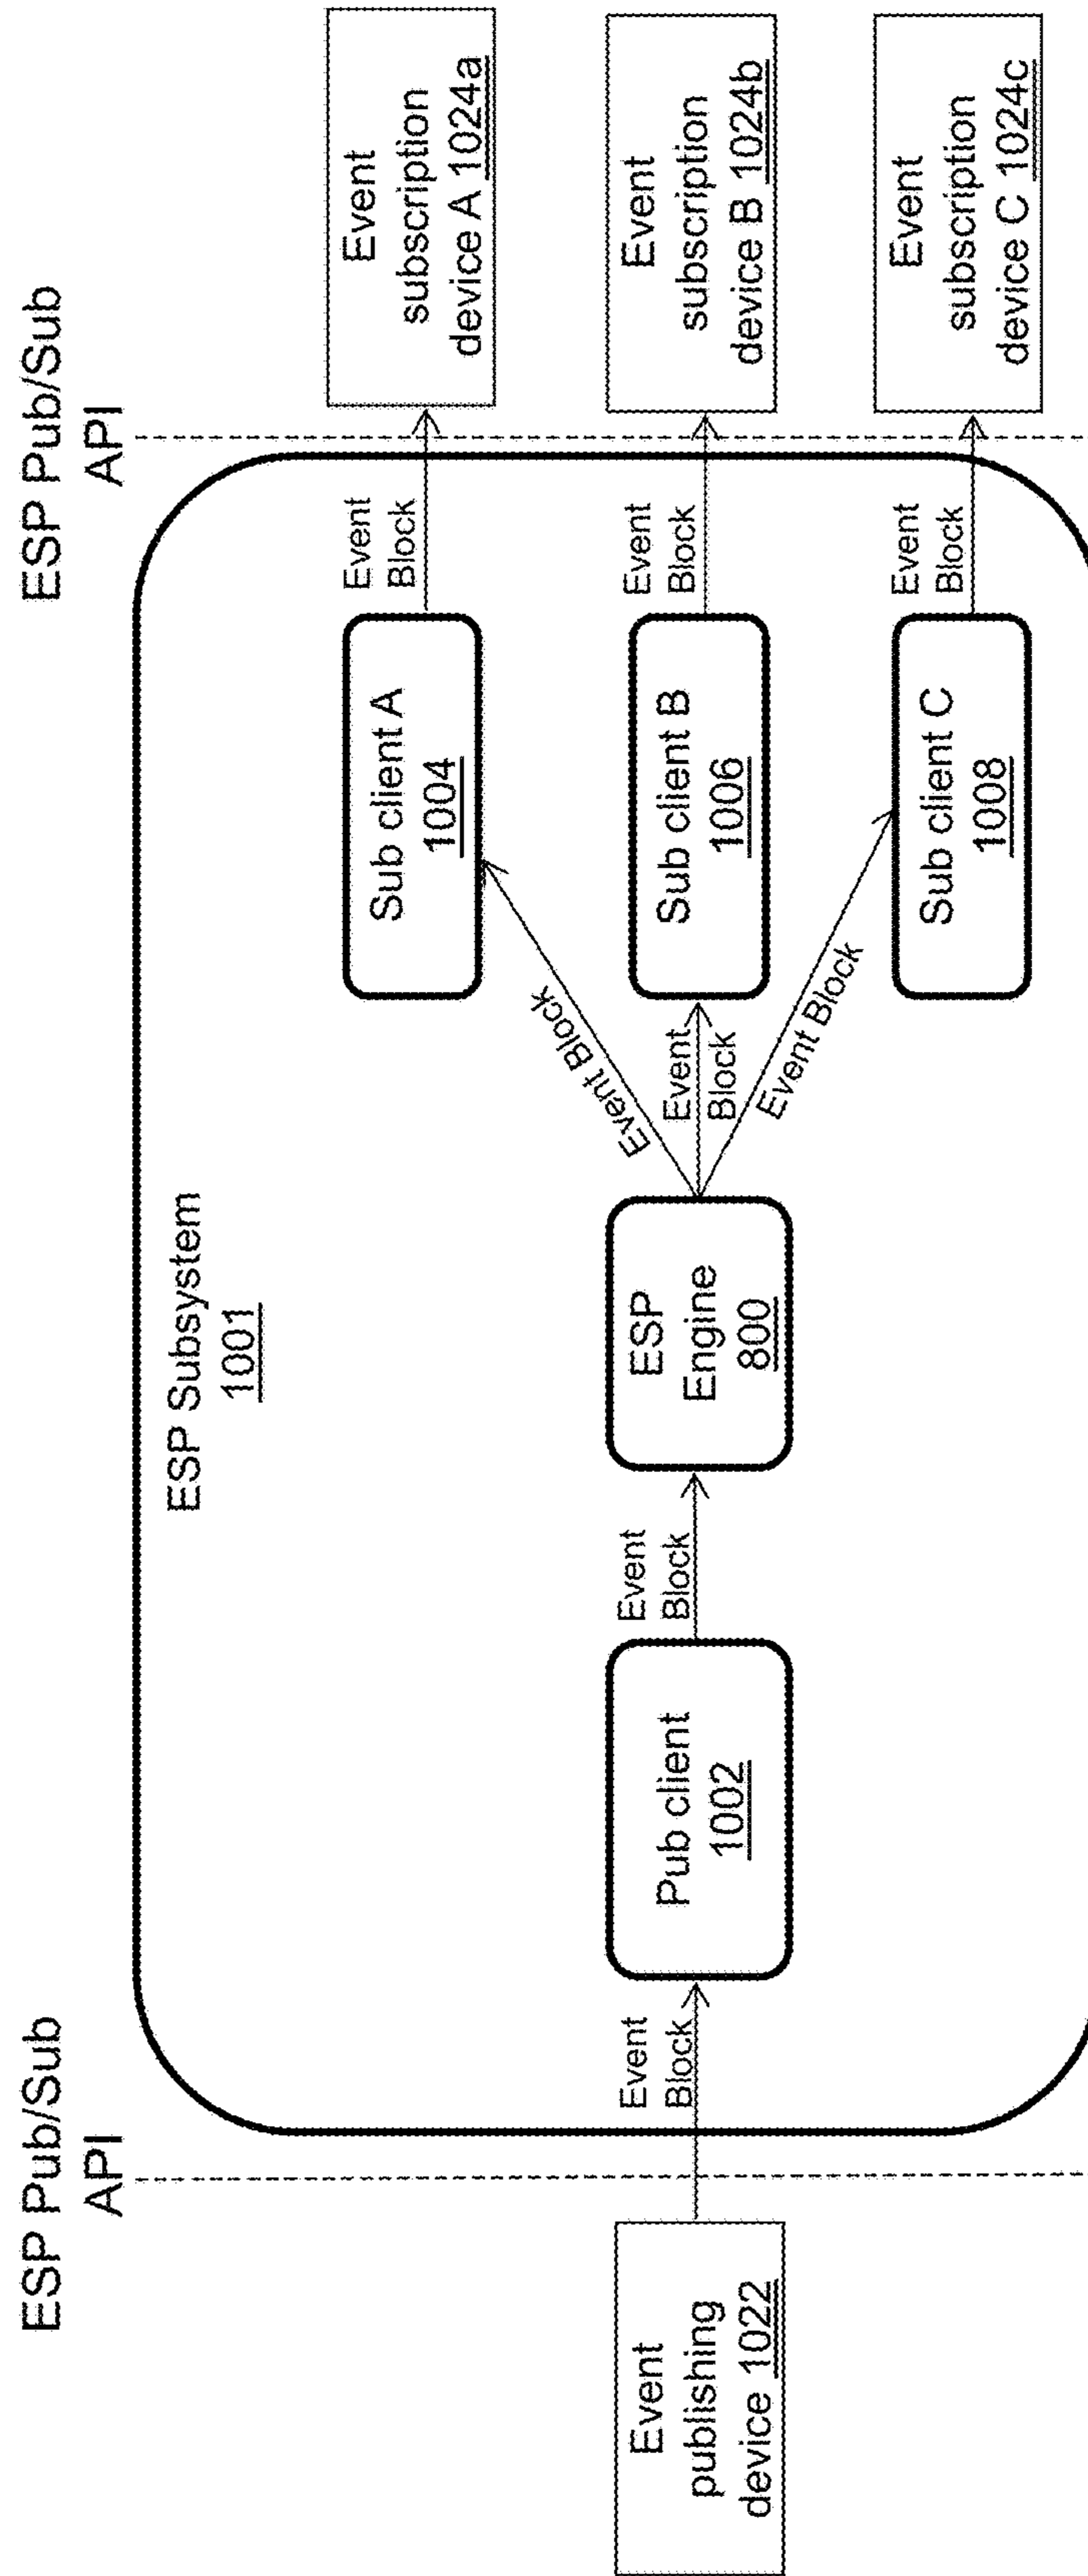 ESP Pub/Sub
API
ESP Pub/Sub
API
ESP Subsystem
1001
Event
publishing
device 1022
Event
Block
Pub client
1002
Event
Block
ESP
Engine
800
Event Block
Event
Block
Event Block
Sub client A
1004
Sub client B
1006
Sub client C
1008
Event
Block
Event
Block
Event
Block
Event
subscription
device A 1024a
Event
subscription
device B 1024b
Event
subscription
device C 1024c